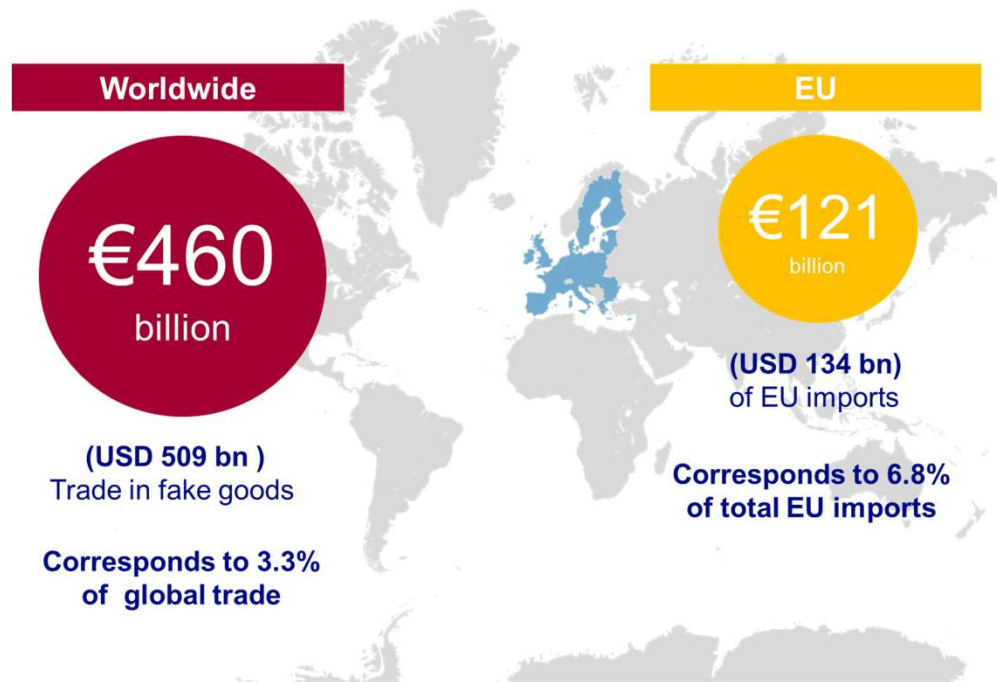 Worldwide
€460
billion
(USD 509 bn )
Trade in fake goods
Corresponds to 3.3%
of global trade
EU
€121
billion
(USD 134 bn)
of EU imports
Corresponds to 6.8%
of total EU imports